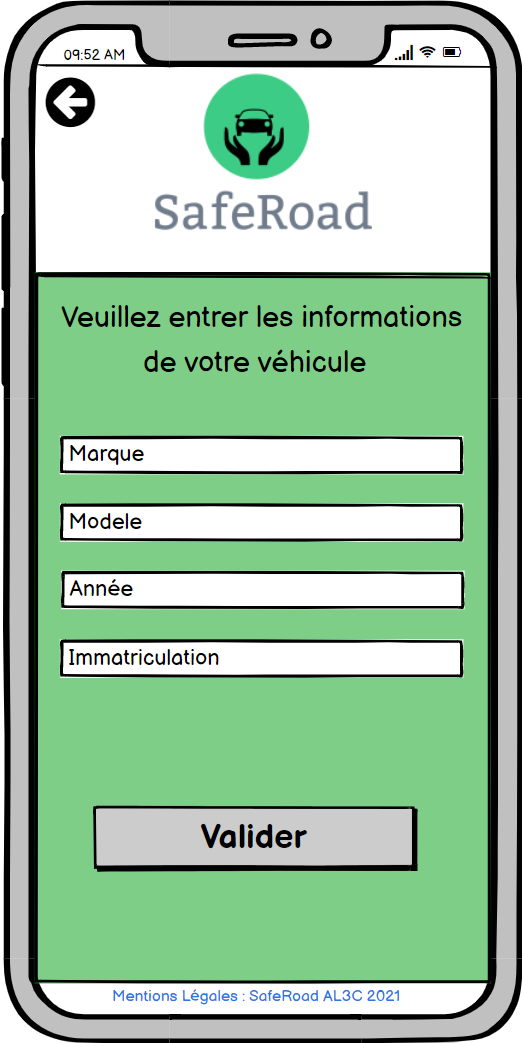 09:52 AM
SafeRoad
Veuillez entrer les informations
de votre véhicule
Marque
Modele
Année
Immatriculation
Valider
Mentions Légales : SafeRoad AL3C 2021